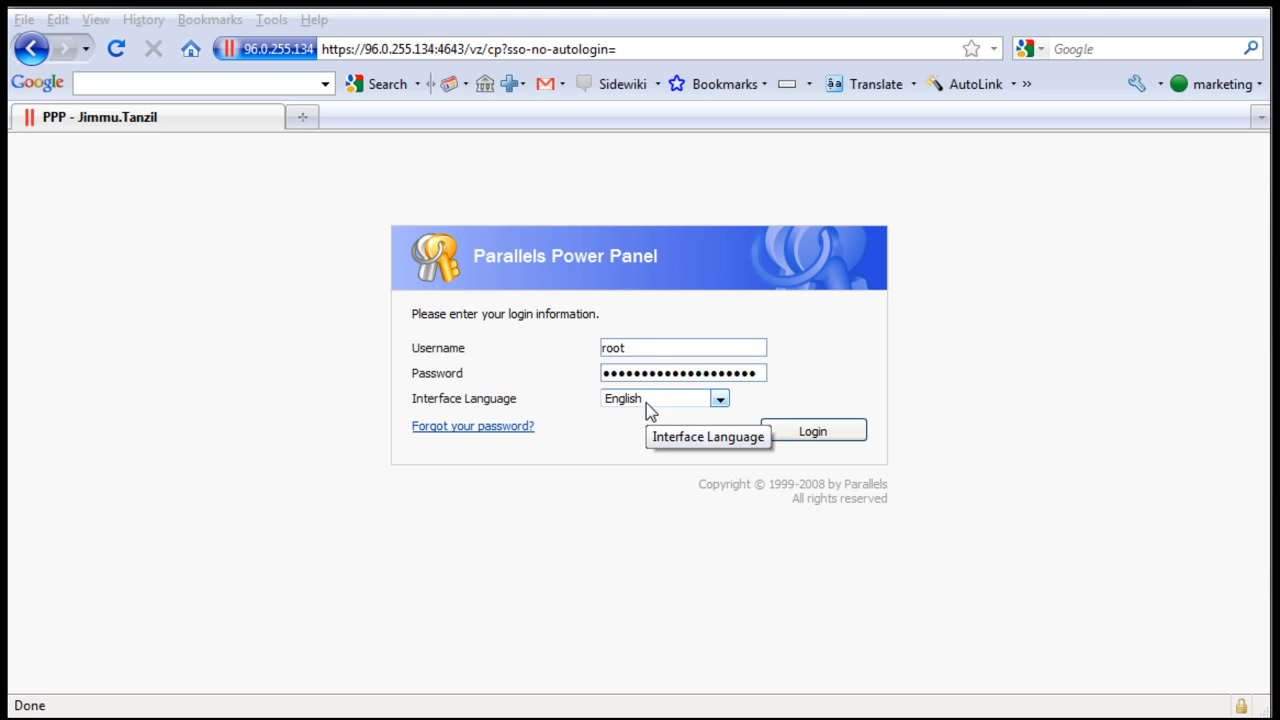 File Edit View History Bookmarks Tools Help
96.0.255.134 https://96.0.255.134:4643/vz/cp?sso-no-autologin= Google
Google Search Sidewiki Bookmarks Translate AutoLink » marketing
PPP - Jimmu.Tanzil
Parallels Power Panel
Please enter your login information.
Username root
Password
Interface Language English
Forgot your password? Login
Interface Language
Copyright © 1999-2008 by Parallels
All rights reserved
Done